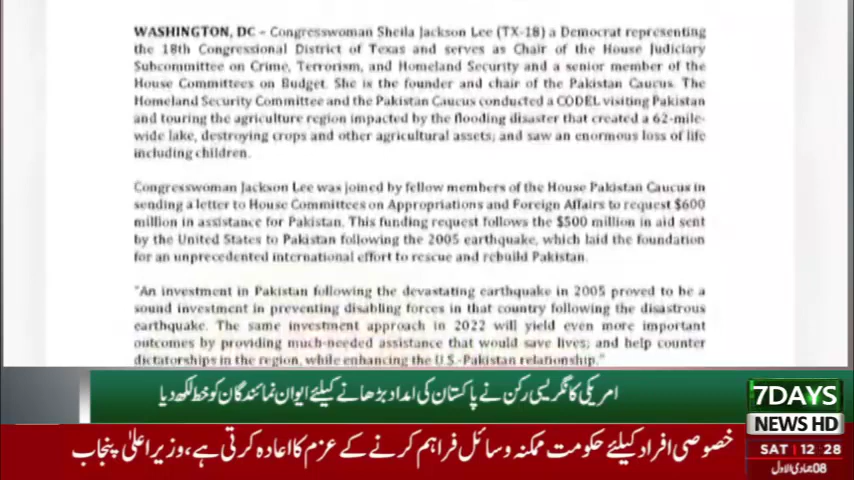 WASHINGTON, DC – Congresswoman Sheila Jackson Lee (TX-18) a Democrat representing
the 18th Congressional District of Texas and serves as Chair of the House Judiciary
Subcommittee on Crime, Terrorism, and Homeland Security and a senior member of the
House Committees on Budget. She is the founder and chair of the Pakistan Caucus. The
Homeland Security Committee and the Pakistan Caucus conducted a CODEL visiting Pakistan
and touring the agriculture region impacted by the flooding disaster that created a 62-mile-
wide lake, destroying crops and other agricultural assets; and saw an enormous loss of life
including children.
Congresswoman Jackson Lee was joined by fellow members of the House Pakistan Caucus in
sending a letter to House Committees on Appropriations and Foreign Affairs to request $600
million in assistance for Pakistan. This funding request follows the $500 million in aid sent
by the United States to Pakistan following the 2005 earthquake, which laid the foundation
for an unprecedented international effort to rescue and rebuild Pakistan.
"An investment in Pakistan following the devastating earthquake in 2005 proved to be a
sound investment in preventing disabling forces in that country following the disastrous
earthquake. The same investment approach in 2022 will yield even more important
outcomes by providing much-needed assistance that would save lives; and help counter
dictatorships in the region, while enhancing the U.S.-Pakistan relationship."
امریکی کانگریسی رکن نے پاکستان کی امداد بڑھانے کیلئے ایوان نمائندگان کو خط لکھ دیا
7DAYS
NEWS HD
SAT 12:28
08 جمادی الاول
خصوصی افراد کیلئے حکومت ممکنہ وسائل فراہم کرنے کے عزم کا اعادہ کرتی ہے، وزیراعلیٰ پنجاب